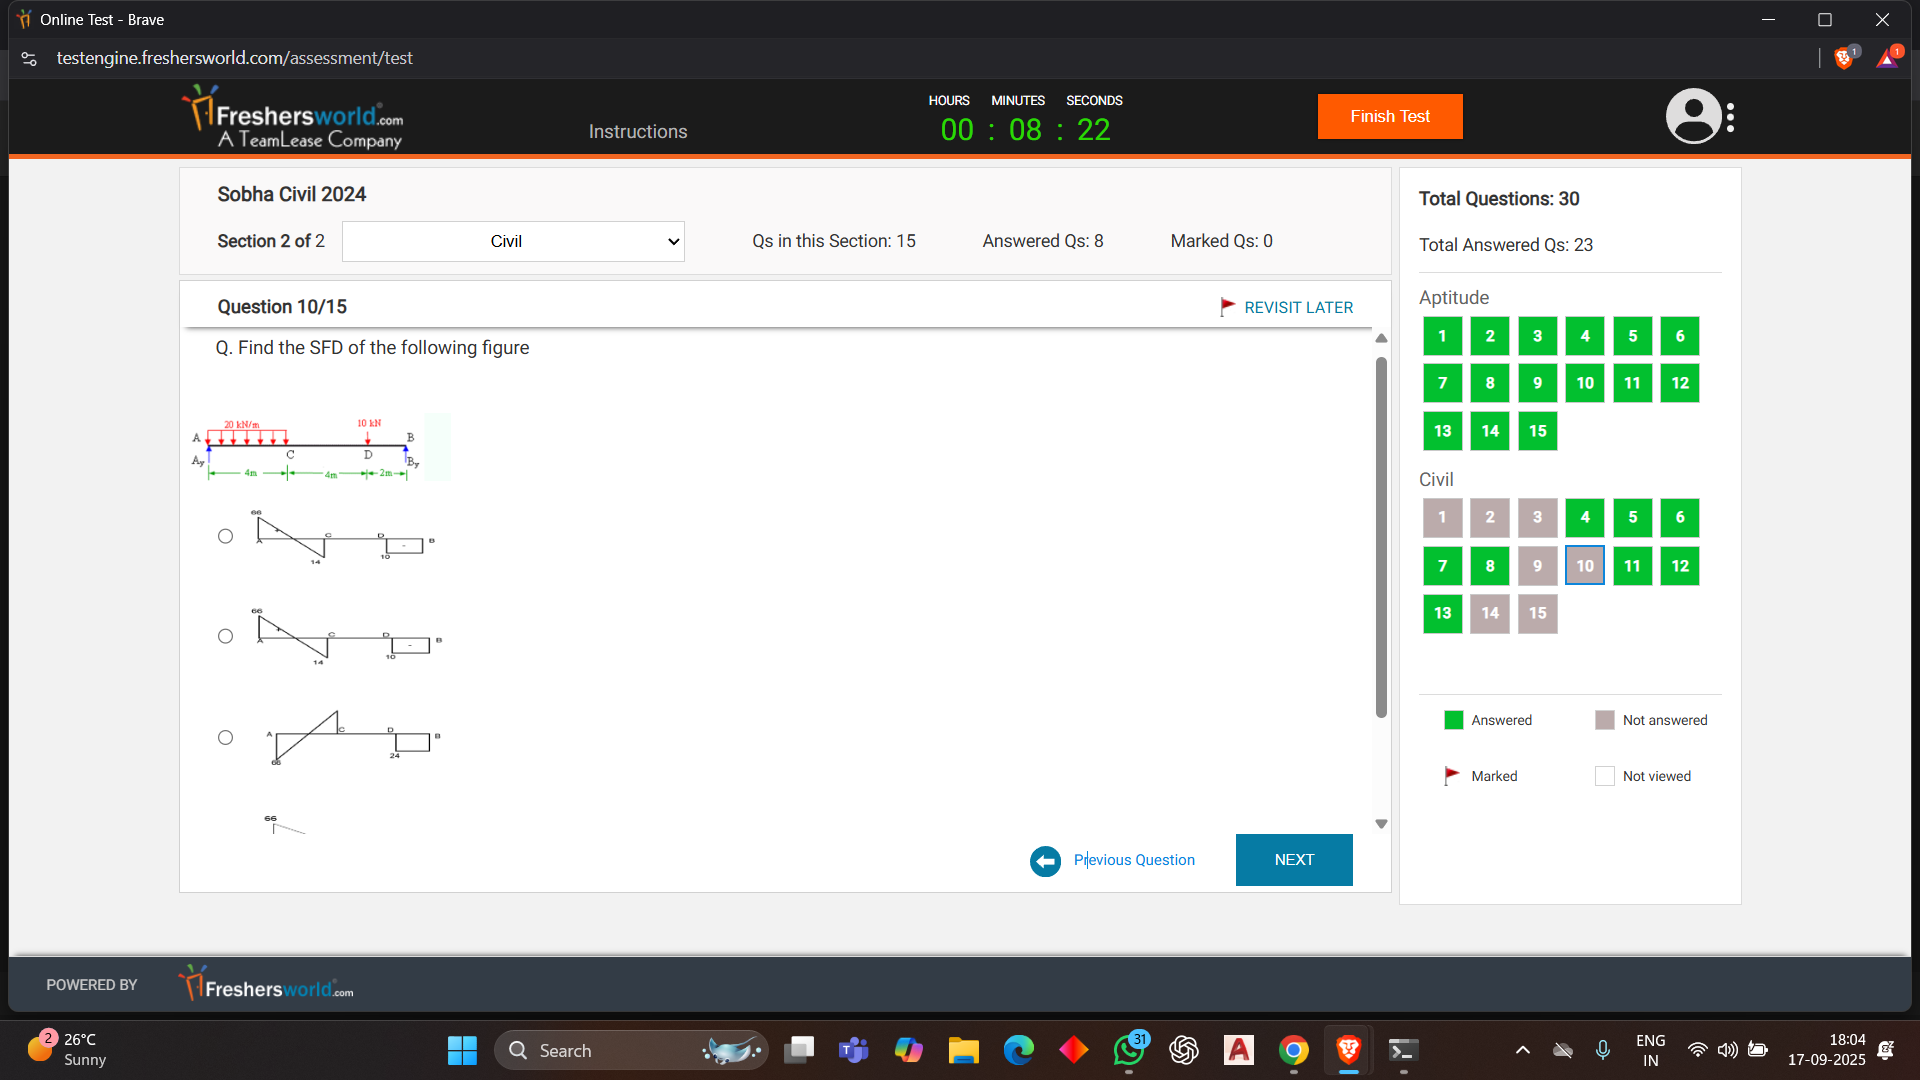 Online Test - Brave
testengine.freshersworld.com/assessment/test
1
1
Freshersworld.com
A TeamLease Company
Instructions
HOURS MINUTES SECONDS
00 : 08 : 22
Finish Test
Sobha Civil 2024
Section 2 of 2
Civil
Qs in this Section: 15
Answered Qs: 8
Marked Qs: 0
Question 10/15
REVISIT LATER
Q. Find the SFD of the following figure
20 kN/m
10 kN
A
B
C
D
Ay
By
4m
4m
2m
66
+
A
C
D
B
-
10
14
66
+
A
C
D
B
-
10
14
A
C
D
B
66
24
66
Previous Question
NEXT
Total Questions: 30
Total Answered Qs: 23
Aptitude
1 2 3 4 5 6
7 8 9 10 11 12
13 14 15
Civil
1 2 3 4 5 6
7 8 9 10 11 12
13 14 15
Answered
Not answered
Marked
Not viewed
POWERED BY
Freshersworld.com
2
26°C
Sunny
Search
31
ENG
IN
18:04
17-09-2025